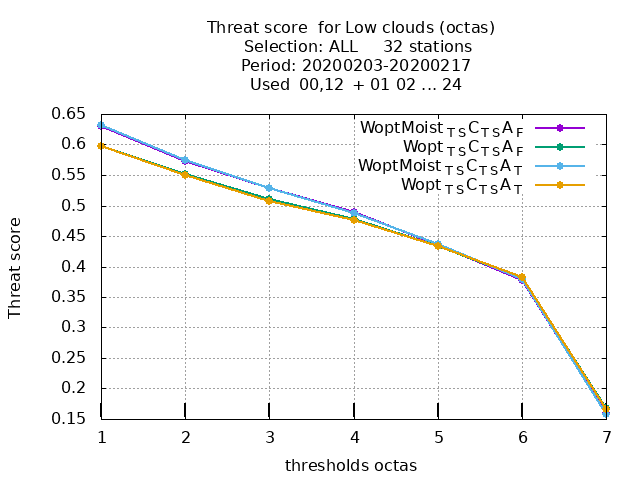 Threat score  for Low clouds (octas)
Selection: ALL     32 stations
Period: 20200203-20200217
Used  00,12  + 01 02 ... 24
WoptMoist TS C TS A F
Wopt TS C TS A F
WoptMoist TS C TS A T
Wopt TS C TS A T
Threat score
0.65
0.6
0.55
0.5
0.45
0.4
0.35
0.3
0.25
0.2
0.15
1 2 3 4 5 6 7
thresholds octas